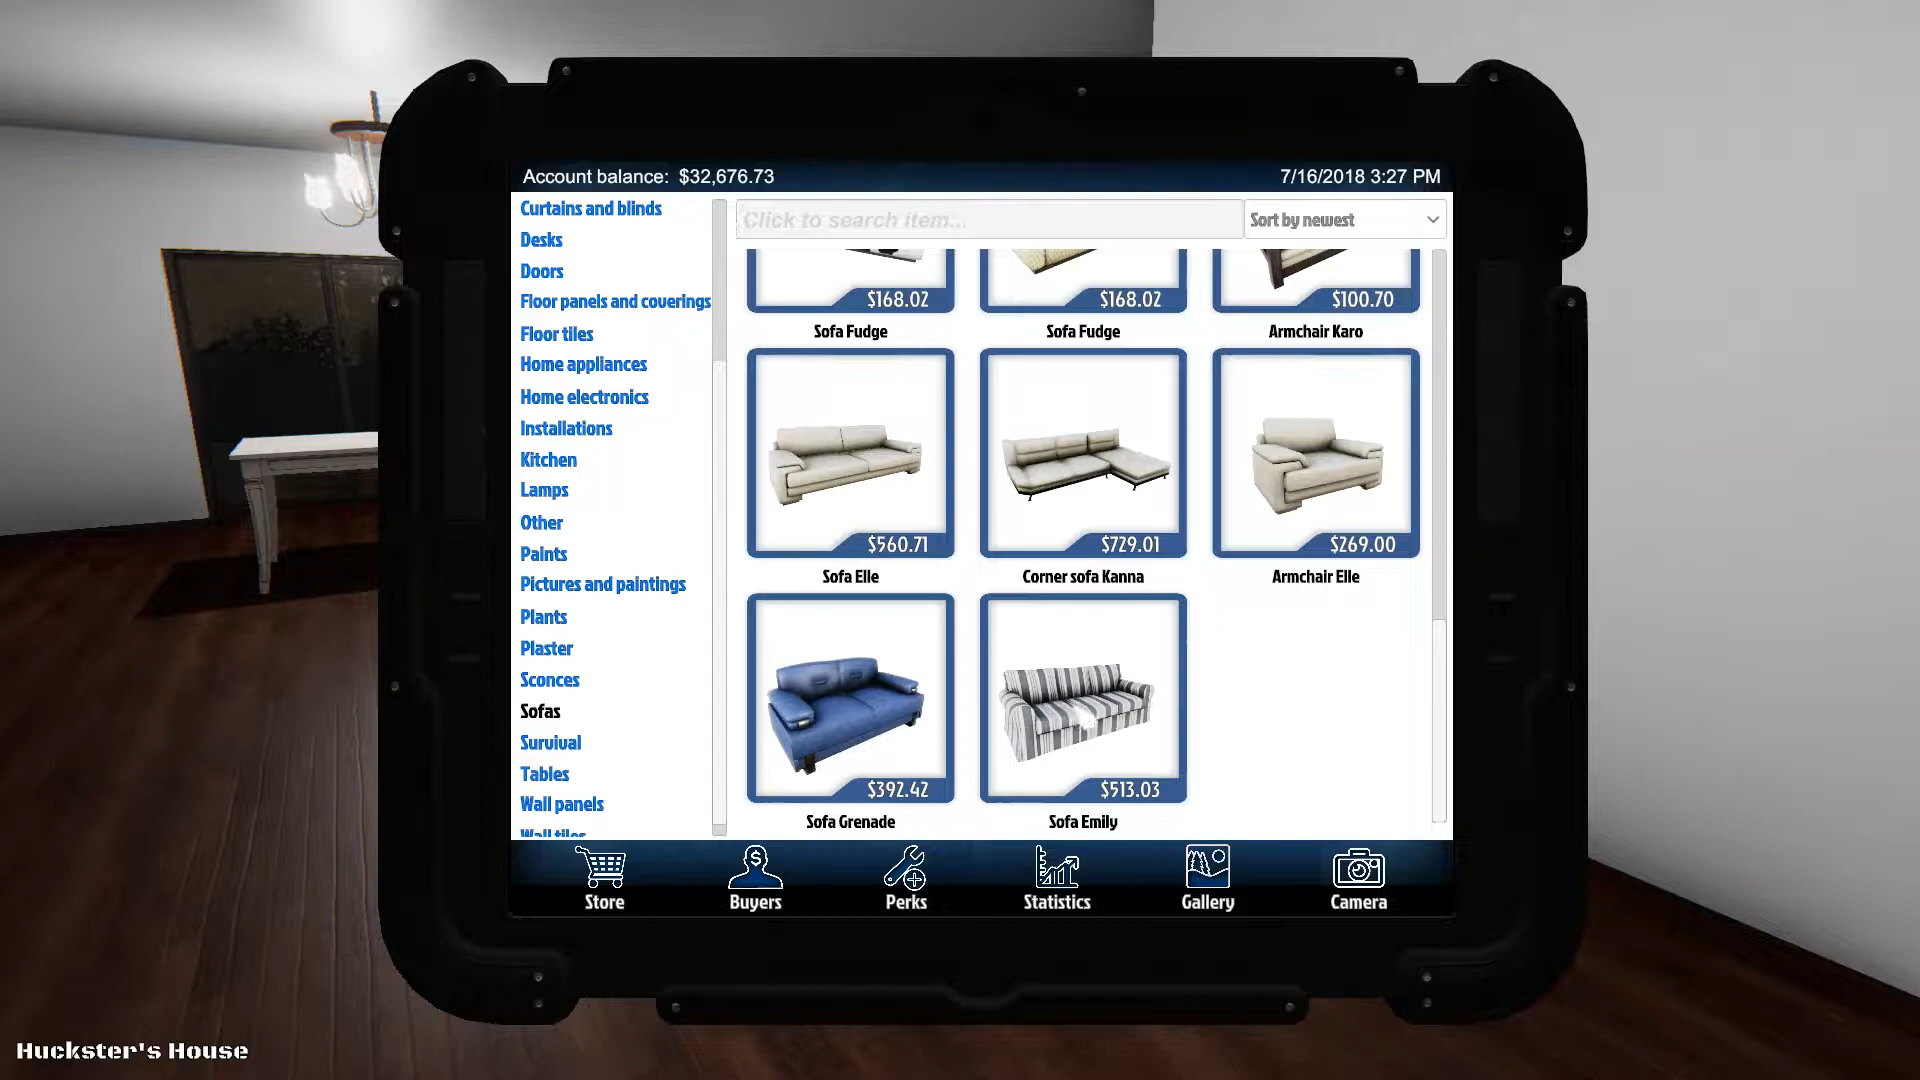 Account balance: $32,676.73
7/16/2018 3:27 PM
Curtains and blinds
Desks
Doors
Floor panels and coverings
Floor tiles
Home appliances
Home electronics
Installations
Kitchen
Lamps
Other
Paints
Pictures and paintings
Plants
Plaster
Sconces
Sofas
Survival
Tables
Wall panels
Wall tiles
Click to search item...
Sort by newest
$168.02
$168.02
$100.70
Sofa Fudge
Sofa Fudge
Armchair Karo
$560.71
$729.01
$269.00
Sofa Elle
Corner sofa Kanna
Armchair Elle
$392.42
$513.03
Sofa Grenade
Sofa Emily
Store
Buyers
Perks
Statistics
Gallery
Camera
Huckster's House